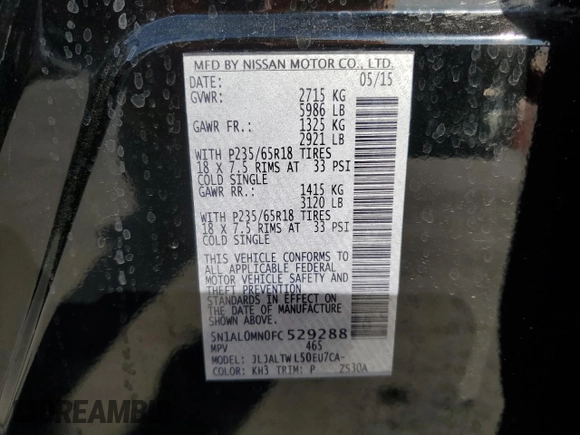 MFD BY NISSAN MOTOR CO., LTD.
DATE: 05/15
GVWR: 2715 KG
5986 LB
GAWR FR.: 1325 KG
2921 LB
WITH P235/65R18 TIRES
18 X 7.5 RIMS AT 33 PSI
COLD SINGLE
GAWR RR.: 1415 KG
3120 LB
WITH P235/65R18 TIRES
18 X 7.5 RIMS AT 33 PSI
COLD SINGLE
THIS VEHICLE CONFORMS TO
ALL APPLICABLE FEDERAL
MOTOR VEHICLE SAFETY AND
THEFT PREVENTION
STANDARDS IN EFFECT ON
THE DATE OF MANUFACTURE
SHOWN ABOVE.
5N1AL0MN0FC529288
MPV 465
MODEL: JLJALTWL50EU7CA-
COLOR: KH3 TRIM: P ZS30A
IDREAMBID